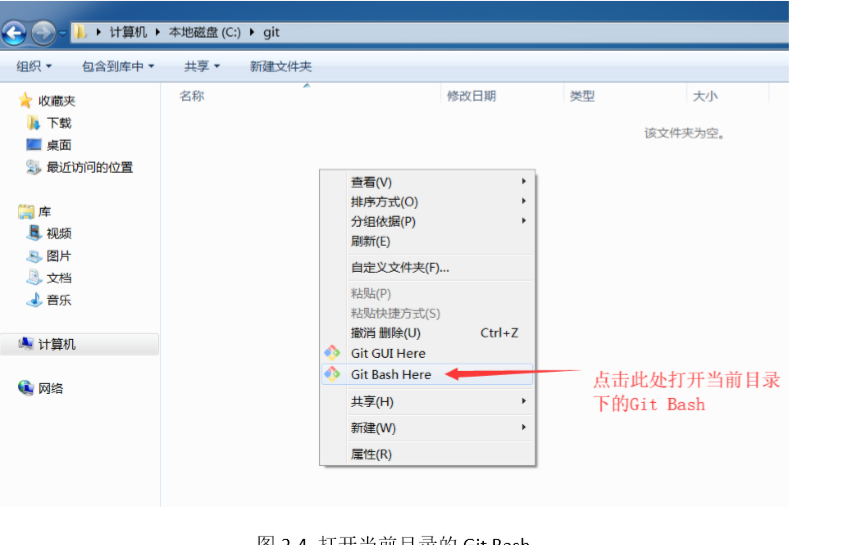 计算机 ▸ 本地磁盘 (C:) ▸ git
组织 包含到库中 共享 新建文件夹
名称 修改日期 类型 大小
该文件夹为空。
收藏夹
下载
桌面
最近访问的位置
库
视频
图片
文档
音乐
计算机
网络
查看(V)
排序方式(O)
分组依据(P)
刷新(E)
自定义文件夹(F)...
粘贴(P)
粘贴快捷方式(S)
撤消 删除(U) Ctrl+Z
Git GUI Here
Git Bash Here
共享(H)
新建(W)
属性(R)
点击此处打开当前目录
下的Git Bash
图 2-4 打开当前目录的 Git Bash